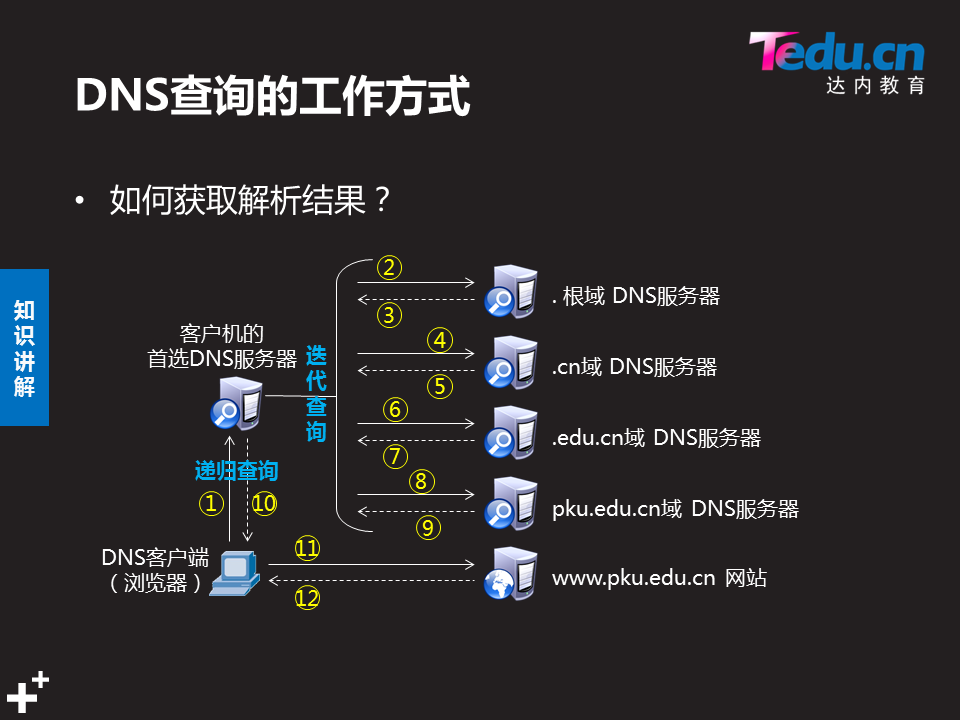 Tedu.cn
达内教育
DNS查询的工作方式
• 如何获取解析结果？
知识讲解
客户机的
首选DNS服务器
迭代查询
②
③
. 根域 DNS服务器
④
⑤
.cn域 DNS服务器
⑥
⑦
.edu.cn域 DNS服务器
⑧
⑨
pku.edu.cn域 DNS服务器
递归查询
① ⑩
DNS客户端
（浏览器）
⑪
⑫
www.pku.edu.cn 网站